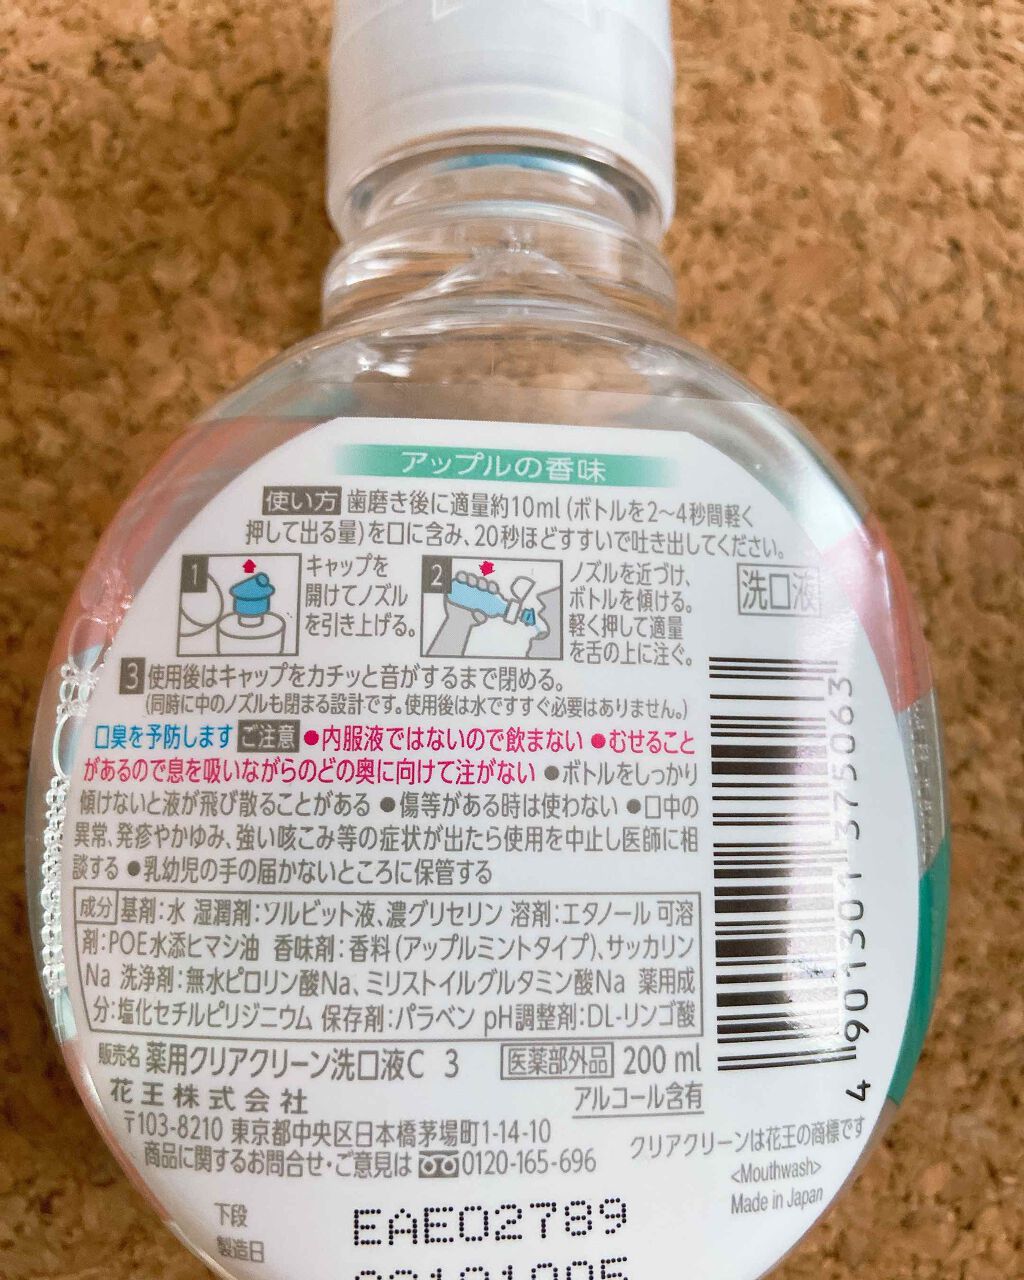 アップルの香味
使い方 歯磨き後に適量約10ml (ボトルを2〜4秒間軽く
押して出る量)を口に含み、20秒ほどすすいで吐き出してください。
1 キャップを
開けてノズル
を引き上げる。
2 ノズルを近づけ、
ボトルを傾ける。
軽く押して適量
を舌の上に注ぐ。
洗口液
3 使用後はキャップをカチッと音がするまで閉める。
(同時に中のノズルも閉まる設計です。使用後は水ですすぐ必要はありません。)
口臭を予防します ご注意 ●内服液ではないので飲まない ●むせること
があるので息を吸いながらのどの奥に向けて注がない ●ボトルをしっかり
傾けないと液が飛び散ることがある ●傷等がある時は使わない ●口中の
異常、発疹やかゆみ、強い咳こみ等の症状が出たら使用を中止し医師に相
談する ●乳幼児の手の届かないところに保管する
成分 基剤:水 湿潤剤:ソルビット液、濃グリセリン 溶剤:エタノール 可溶
剤:POE水添ヒマシ油 香味剤:香料(アップルミントタイプ)、サッカリン
Na 洗浄剤:無水ピロリン酸Na、ミリストイルグルタミン酸Na 薬用成
分:塩化セチルピリジニウム 保存剤:パラベン pH調整剤:DL-リンゴ酸
4 901301 375063
販売名 薬用クリアクリーン洗口液C 3 医薬部外品 200 ml
花王株式会社 アルコール含有
〒103-8210 東京都中央区日本橋茅場町1-14-10
クリアクリーンは花王の商標です
商品に関するお問合せ・ご意見は 0120-165-696
<Mouthwash>
Made in Japan
下段
製造日
EAE02789